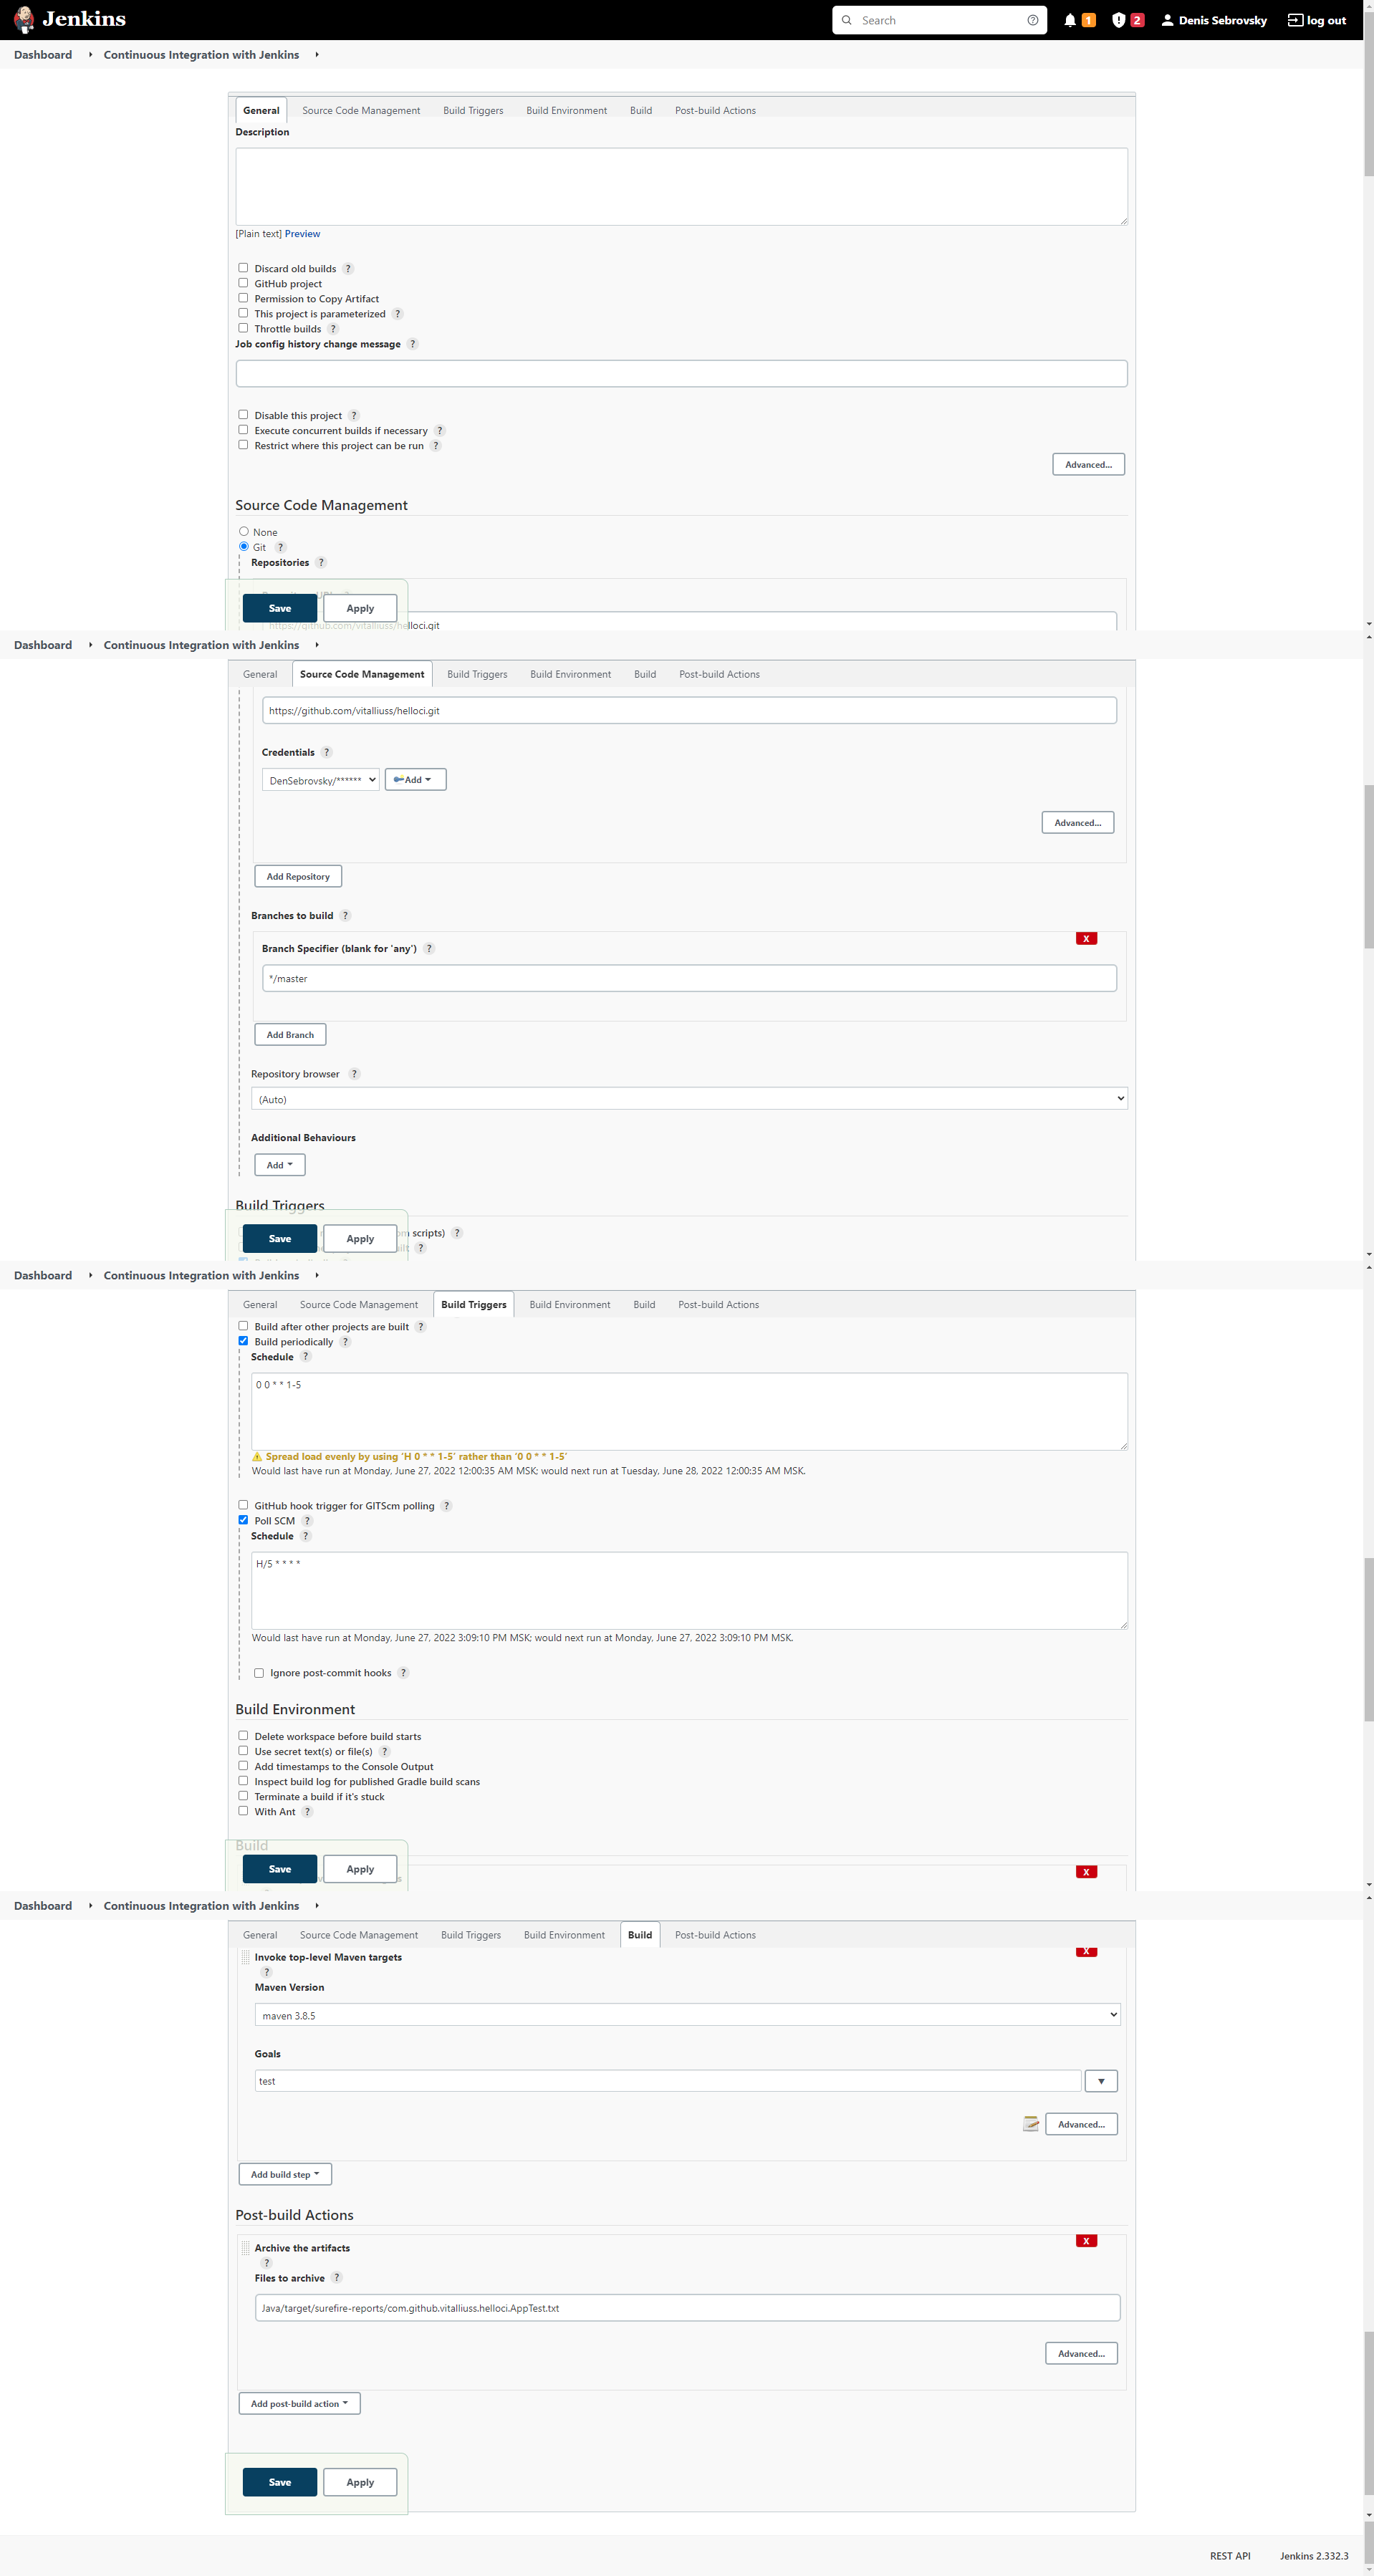 Jenkins
Search
1
2
Denis Sebrovsky
log out
Dashboard
Continuous Integration with Jenkins
General
Source Code Management
Build Triggers
Build Environment
Build
Post-build Actions
Description
[Plain text] Preview
Discard old builds ?
GitHub project
Permission to Copy Artifact
This project is parameterized ?
Throttle builds ?
Job config history change message ?
Disable this project ?
Execute concurrent builds if necessary ?
Restrict where this project can be run ?
Advanced...
Source Code Management
None
Git ?
Repositories ?
Save
Apply
https://github.com/vitalliuss/helloci.git
Dashboard
Continuous Integration with Jenkins
General
Source Code Management
Build Triggers
Build Environment
Build
Post-build Actions
https://github.com/vitalliuss/helloci.git
Credentials ?
DenSebrovsky/******
Add
Advanced...
Add Repository
Branches to build ?
X
Branch Specifier (blank for 'any') ?
*/master
Add Branch
Repository browser ?
(Auto)
Additional Behaviours
Add
Build Triggers
scripts) ?
Save
Apply
?
Dashboard
Continuous Integration with Jenkins
General
Source Code Management
Build Triggers
Build Environment
Build
Post-build Actions
Build after other projects are built ?
Build periodically ?
Schedule ?
0 0 * * 1-5
Spread load evenly by using ‘H 0 * * 1-5’ rather than ‘0 0 * * 1-5’
Would last have run at Monday, June 27, 2022 12:00:35 AM MSK; would next run at Tuesday, June 28, 2022 12:00:35 AM MSK.
GitHub hook trigger for GITScm polling ?
Poll SCM ?
Schedule ?
H/5 * * * *
Would last have run at Monday, June 27, 2022 3:09:10 PM MSK; would next run at Monday, June 27, 2022 3:09:10 PM MSK.
Ignore post-commit hooks ?
Build Environment
Delete workspace before build starts
Use secret text(s) or file(s) ?
Add timestamps to the Console Output
Inspect build log for published Gradle build scans
Terminate a build if it's stuck
With Ant ?
Build
Save
Apply
X
Dashboard
Continuous Integration with Jenkins
General
Source Code Management
Build Triggers
Build Environment
Build
Post-build Actions
X
Invoke top-level Maven targets
?
Maven Version
maven 3.8.5
Goals
test
Advanced...
Add build step
Post-build Actions
X
Archive the artifacts
?
Files to archive ?
Java/target/surefire-reports/com.github.vitalliuss.helloci.AppTest.txt
Advanced...
Add post-build action
Save
Apply
REST API
Jenkins 2.332.3